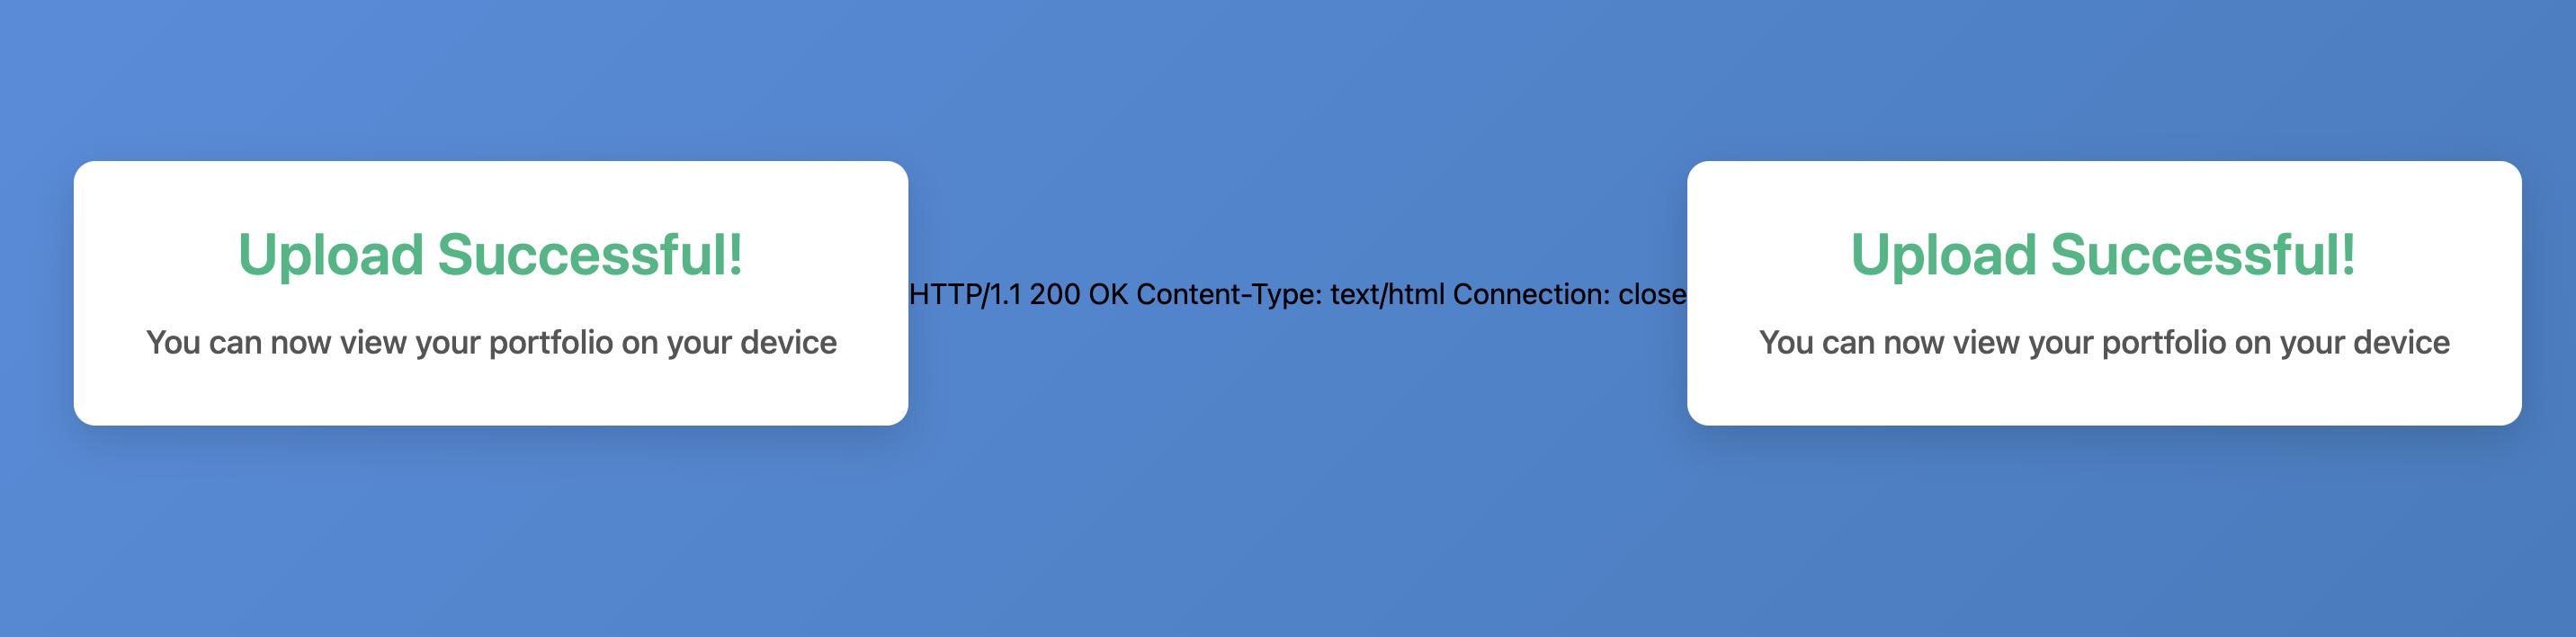 Upload Successful!
You can now view your portfolio on your device
HTTP/1.1 200 OK Content-Type: text/html Connection: close
Upload Successful!
You can now view your portfolio on your device